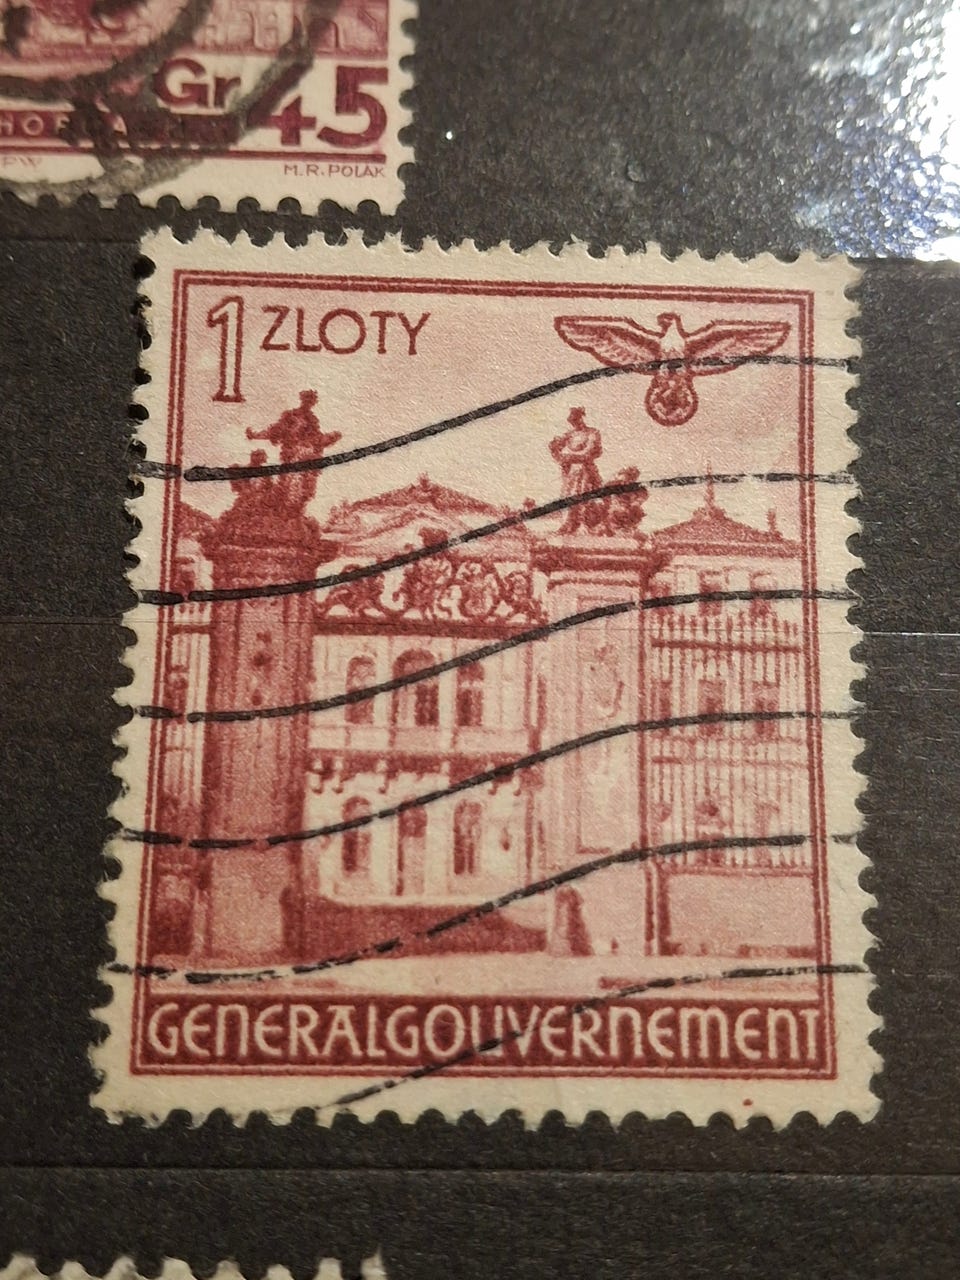 Gr. 45
M.R.POLAK
1 ZLOTY
GENERALGOUVERNEMENT